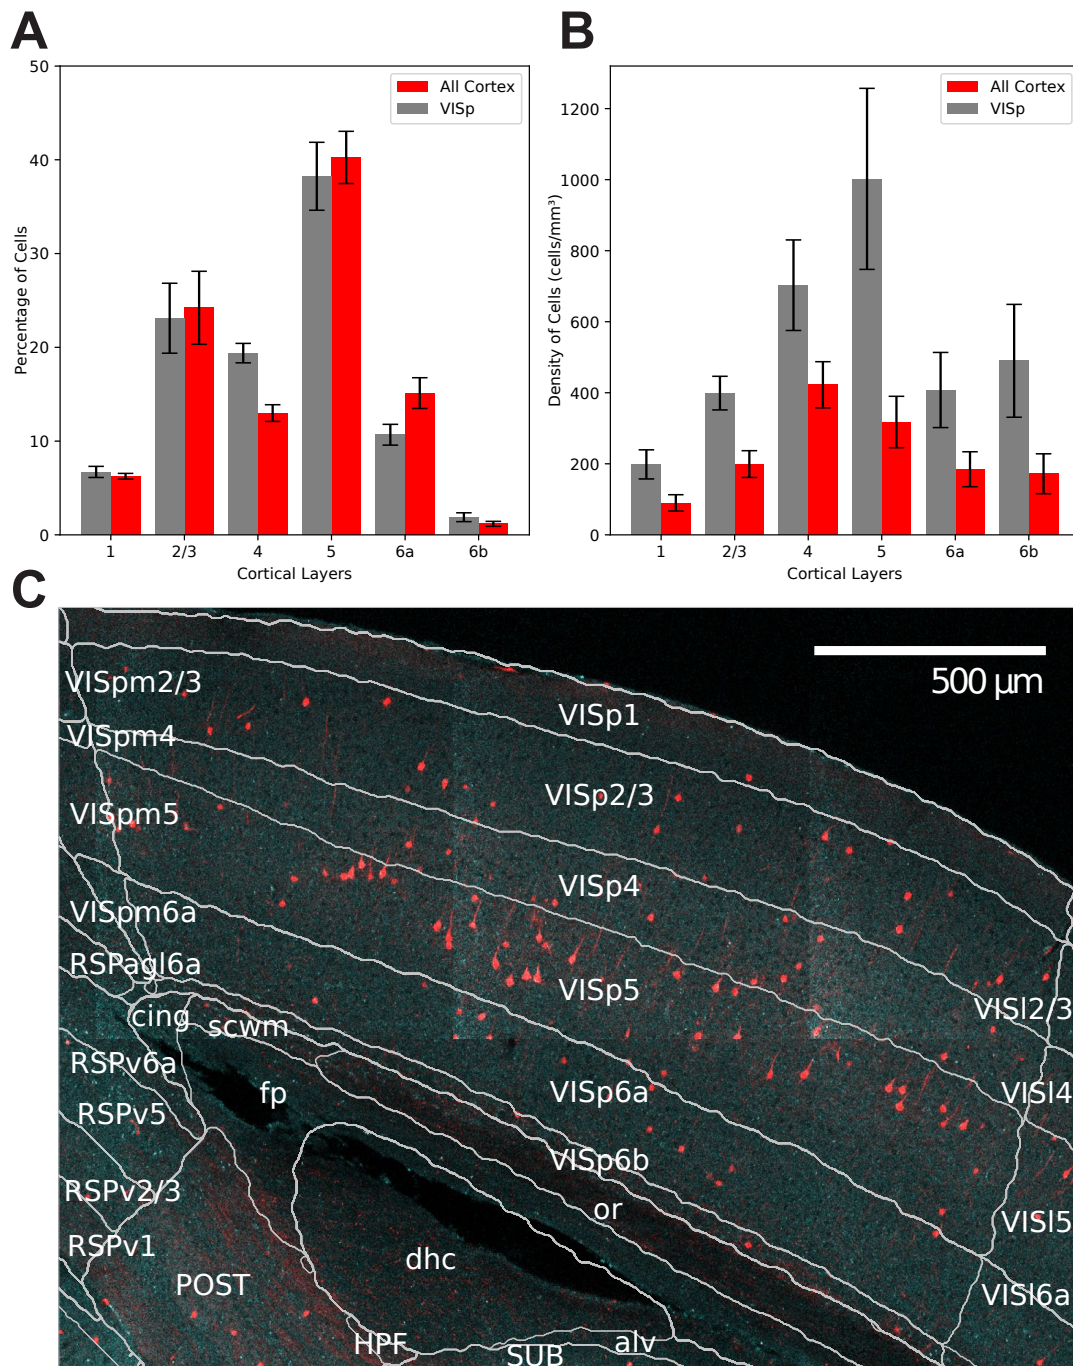 A
B
50
40
30
20
10
0
Percentage of Cells
All Cortex
VISp
1
2/3
4
5
6a
6b
Cortical Layers
1200
1000
800
600
400
200
0
Density of Cells (cells/mm³)
All Cortex
VISp
1
2/3
4
5
6a
6b
Cortical Layers
C
500 µm
VISpm2/3
VISp1
VISpm4
VISp2/3
VISpm5
VISp4
VISpm6a
RSPagl6a
VISp5
cing
scwm
VISl2/3
RSPv6a
fp
VISp6a
VISl4
RSPv5
VISp6b
RSPv2/3
or
VISl5
RSPv1
dhc
POST
VISl6a
HPF
alv
SUB